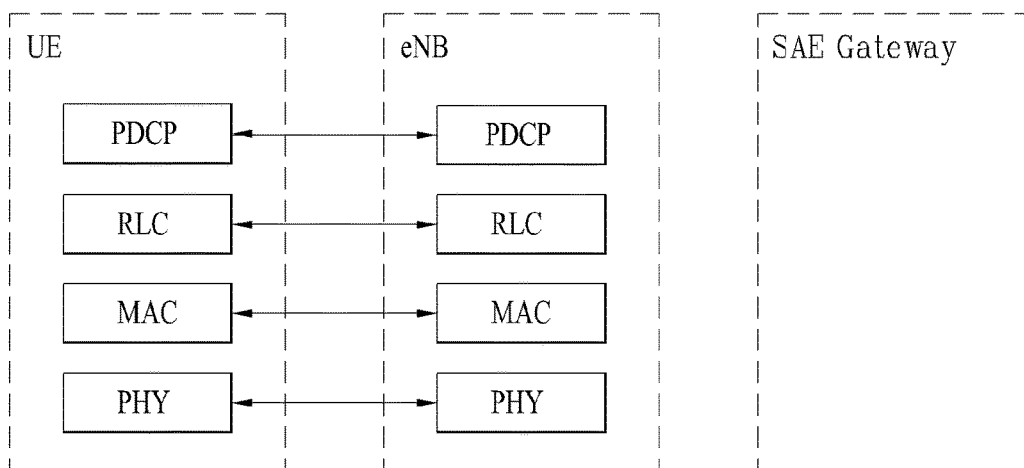 UE eNB SAE Gateway
PDCP PDCP
RLC RLC
MAC MAC
PHY PHY